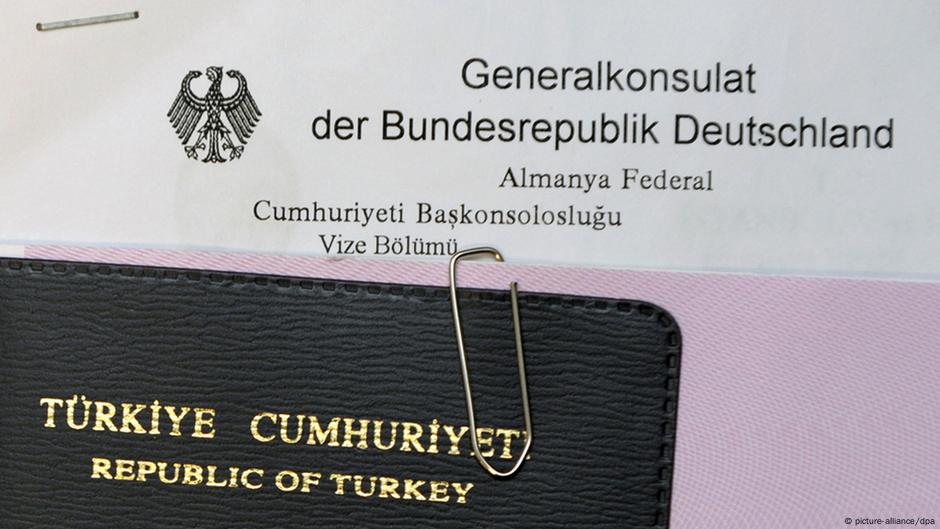 Generalkonsulat
der Bundesrepublik Deutschland
Almanya Federal
Cumhuriyeti Başkonsolosluğu
Vize Bölümü
TÜRKİYE CUMHURİYET
REPUBLIC OF TURKEY
© picture-alliance/dpa